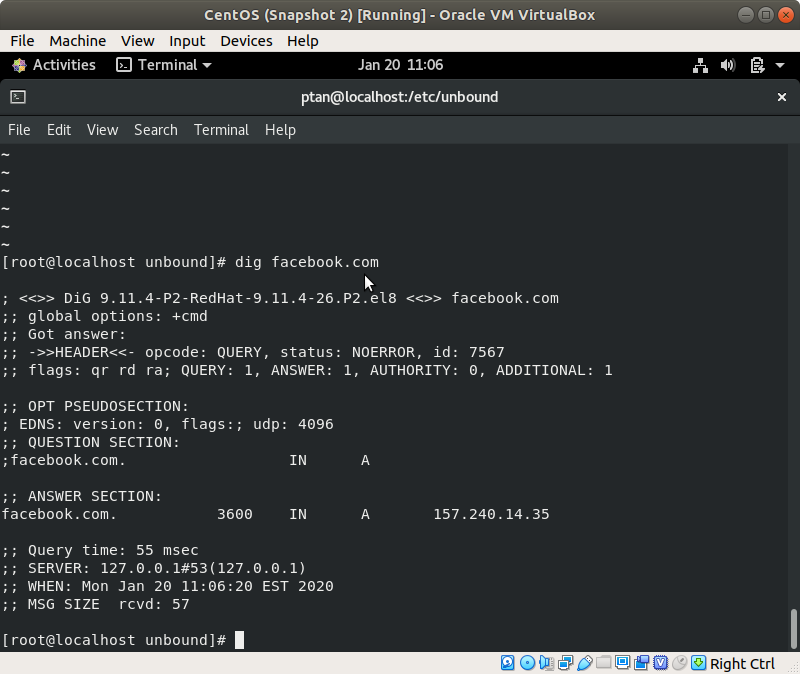 CentOS (Snapshot 2) [Running] - Oracle VM VirtualBox
File Machine View Input Devices Help
Activities Terminal Jan 20 11:06
ptan@localhost:/etc/unbound
File Edit View Search Terminal Help
~
~
~
~
~
~
[root@localhost unbound]# dig facebook.com
; <<>> DiG 9.11.4-P2-RedHat-9.11.4-26.P2.el8 <<>> facebook.com
;; global options: +cmd
;; Got answer:
;; ->>HEADER<<- opcode: QUERY, status: NOERROR, id: 7567
;; flags: qr rd ra; QUERY: 1, ANSWER: 1, AUTHORITY: 0, ADDITIONAL: 1
;; OPT PSEUDOSECTION:
; EDNS: version: 0, flags:; udp: 4096
;; QUESTION SECTION:
;facebook.com. IN A
;; ANSWER SECTION:
facebook.com. 3600 IN A 157.240.14.35
;; Query time: 55 msec
;; SERVER: 127.0.0.1#53(127.0.0.1)
;; WHEN: Mon Jan 20 11:06:20 EST 2020
;; MSG SIZE rcvd: 57
[root@localhost unbound]#
Right Ctrl